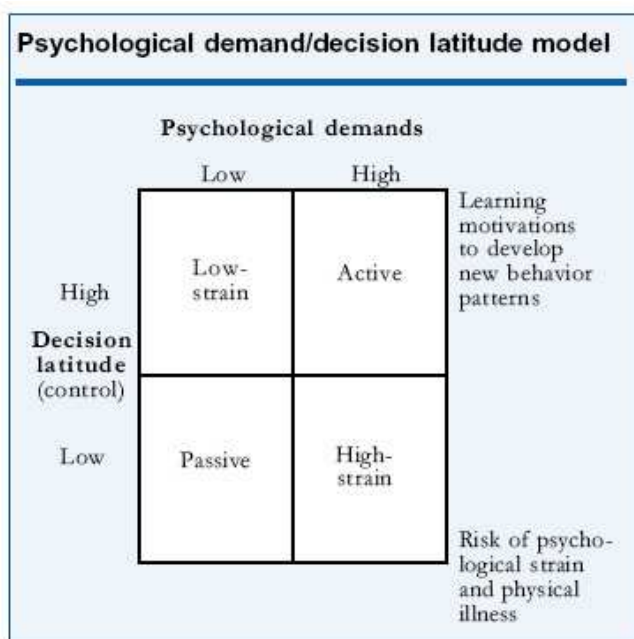 Psychological demand/decision latitude model
Psychological demands
Low High
Learning
motivations
to develop
new behavior
patterns
Low-
strain
Active
High
Decision
latitude
(control)
Low
Passive
High-
strain
Risk of psycho-
logical strain
and physical
illness